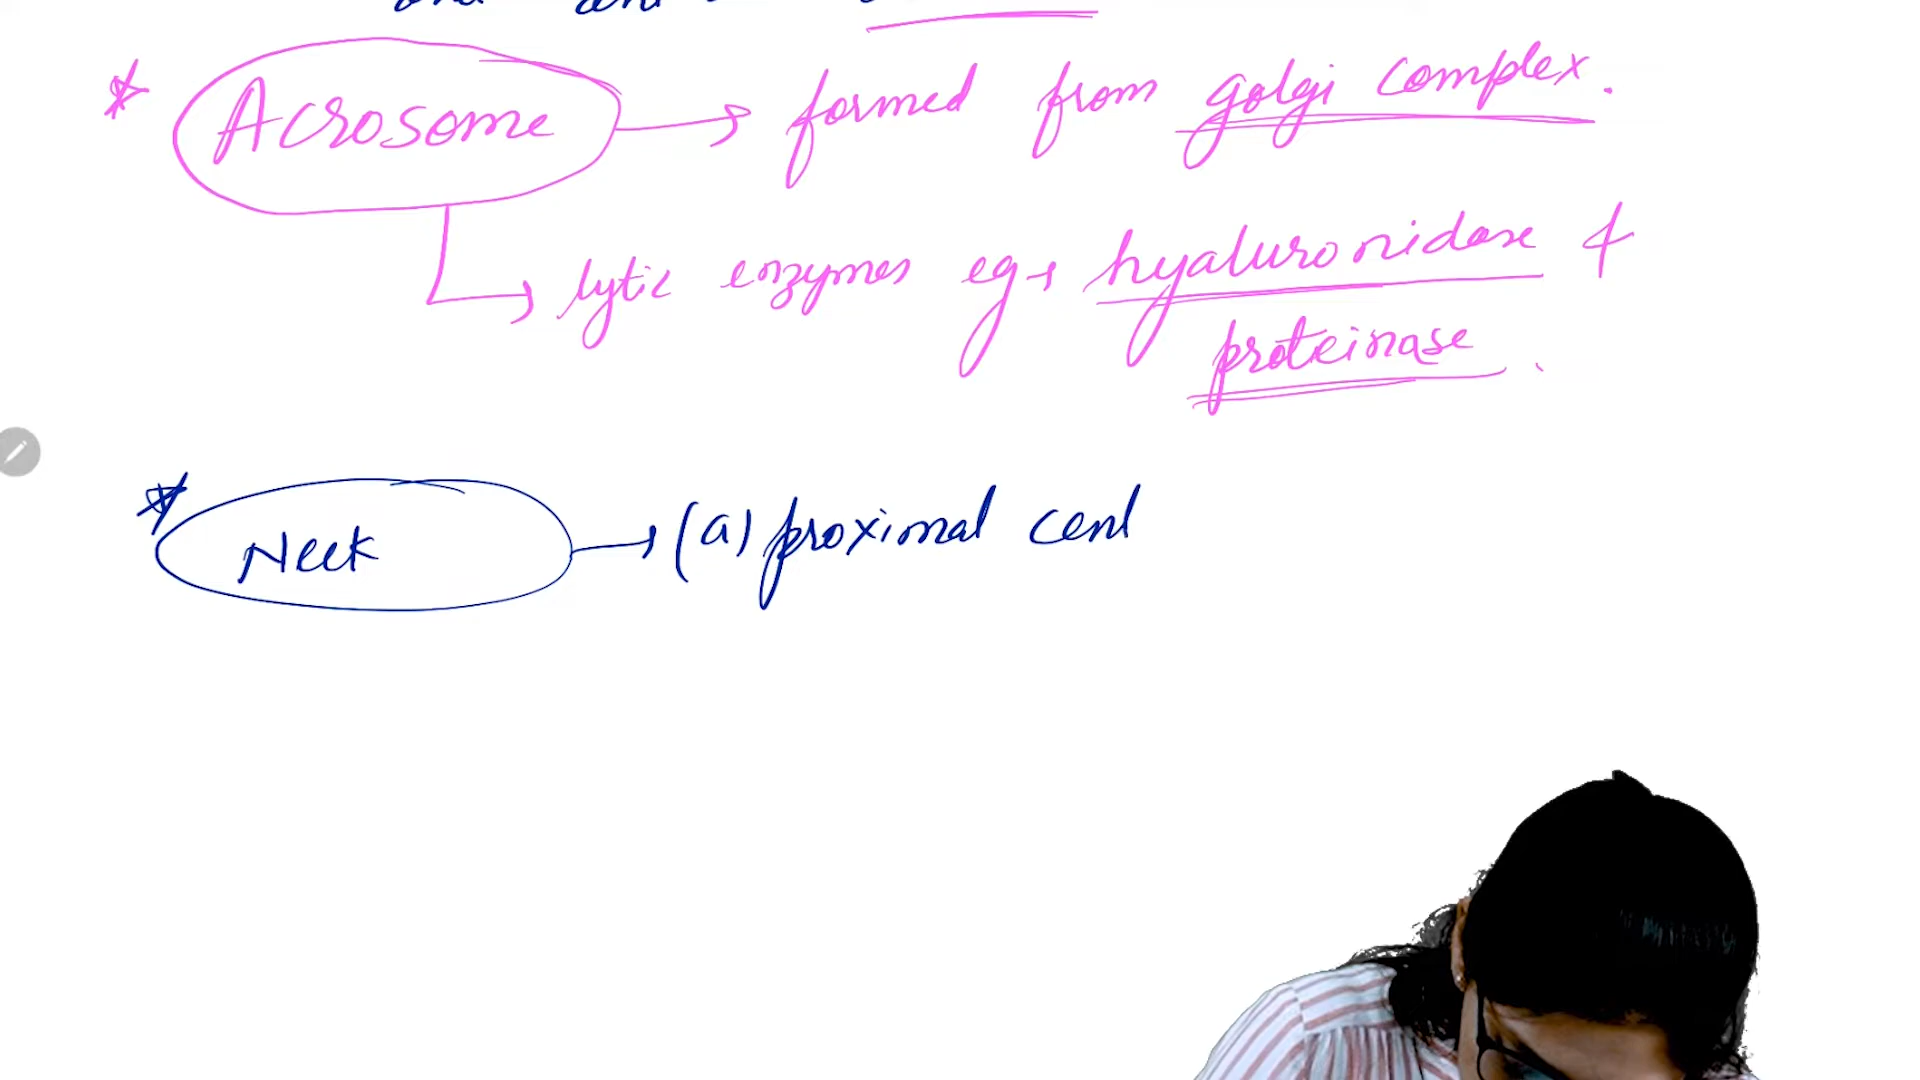 * Acrosome → formed from golgi complex.
↳ lytic enzymes eg → hyaluronidase &
proteinase.
* Neck → (a) proximal cent